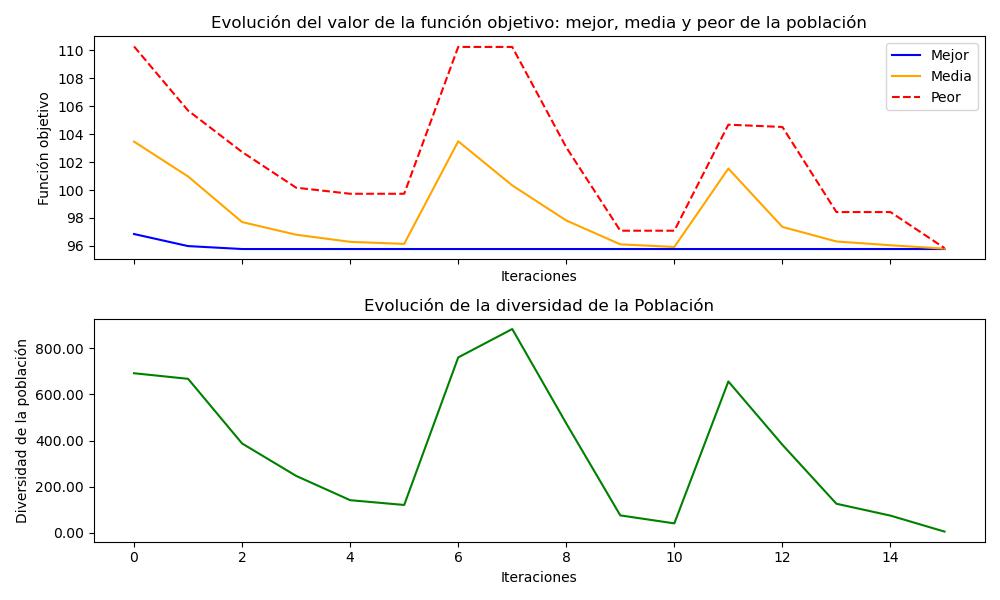 Evolución del valor de la función objetivo: mejor, media y peor de la población
Función objetivo
110
108
106
104
102
100
98
96
Mejor
Media
Peor
Iteraciones
Evolución de la diversidad de la Población
Diversidad de la población
800.00
600.00
400.00
200.00
0.00
0 2 4 6 8 10 12 14
Iteraciones